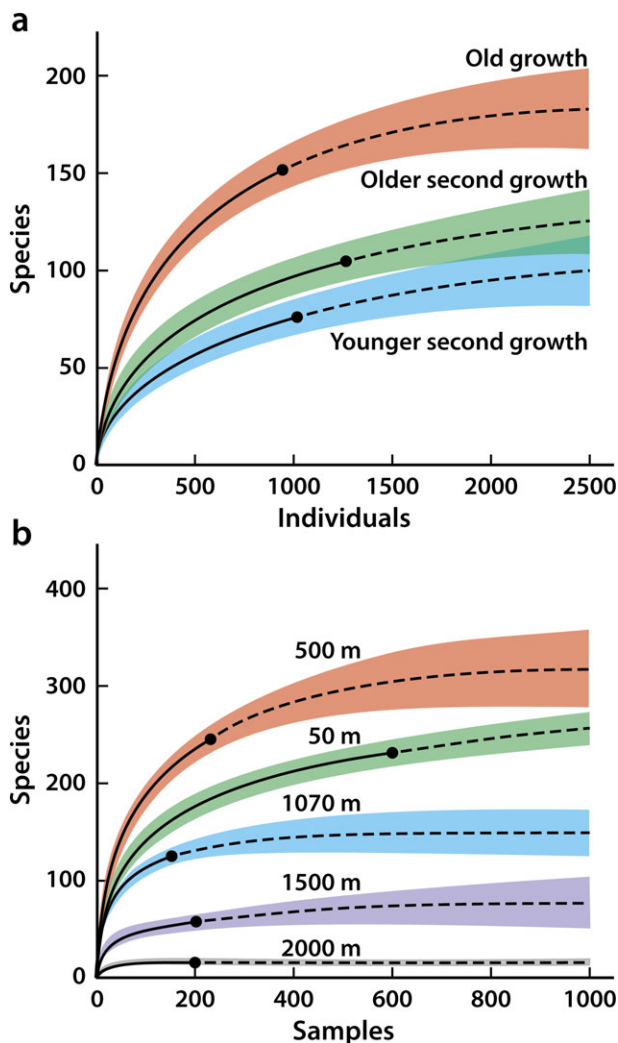 a
200
150
100
50
0
Species
Old growth
Older second growth
Younger second growth
0 500 1000 1500 2000 2500
Individuals
b
400
300
200
100
0
Species
500 m
50 m
1070 m
1500 m
2000 m
0 200 400 600 800 1000
Samples